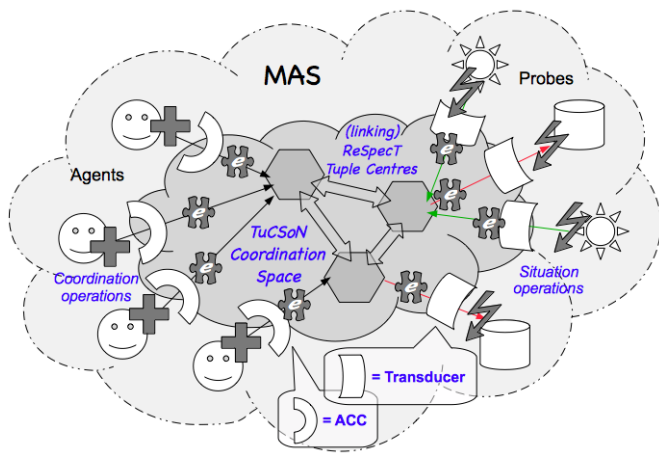 MAS
Probes
(linking)
ReSpecT
Tuple Centres
Agents
TuCSoN
Coordination
Space
Coordination
operations
Situation
operations
e
e
e
e
e
e
e
e
= Transducer
= ACC